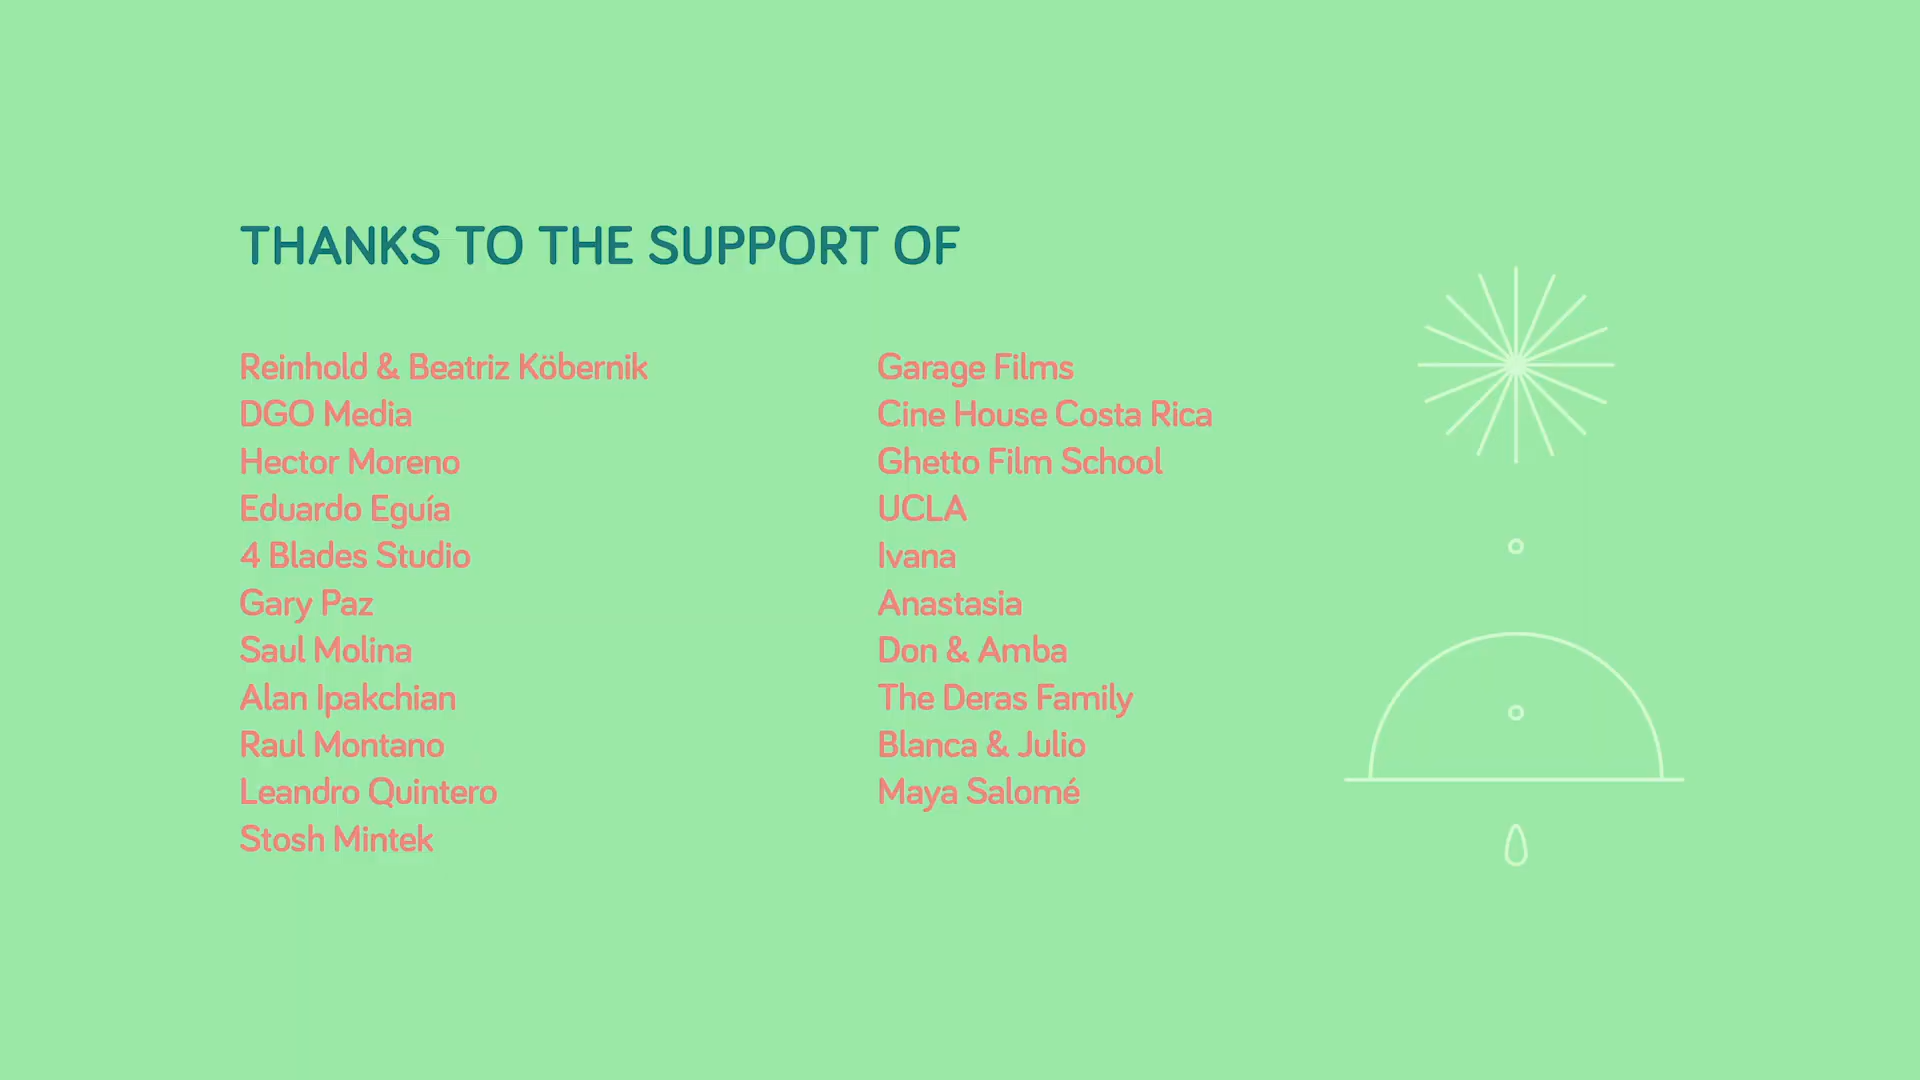 THANKS TO THE SUPPORT OF
Reinhold & Beatriz Köbernik
DGO Media
Hector Moreno
Eduardo Eguía
4 Blades Studio
Gary Paz
Saul Molina
Alan Ipakchian
Raul Montano
Leandro Quintero
Stosh Mintek
Garage Films
Cine House Costa Rica
Ghetto Film School
UCLA
Ivana
Anastasia
Don & Amba
The Deras Family
Blanca & Julio
Maya Salomé